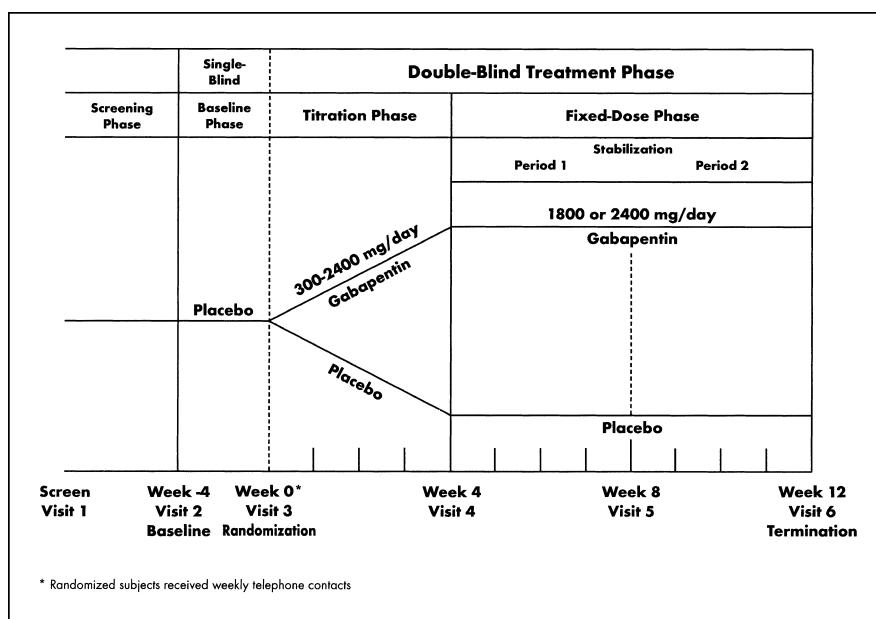 Single-
Blind
Double-Blind Treatment Phase
Screening
Phase
Baseline
Phase
Titration Phase
Fixed-Dose Phase
Stabilization
Period 1
Period 2
300-2400 mg/day
Gabapentin
1800 or 2400 mg/day
Gabapentin
Placebo
Placebo
Placebo
Screen
Visit 1
Week -4
Visit 2
Baseline
Week 0*
Visit 3
Randomization
Week 4
Visit 4
Week 8
Visit 5
Week 12
Visit 6
Termination
* Randomized subjects received weekly telephone contacts